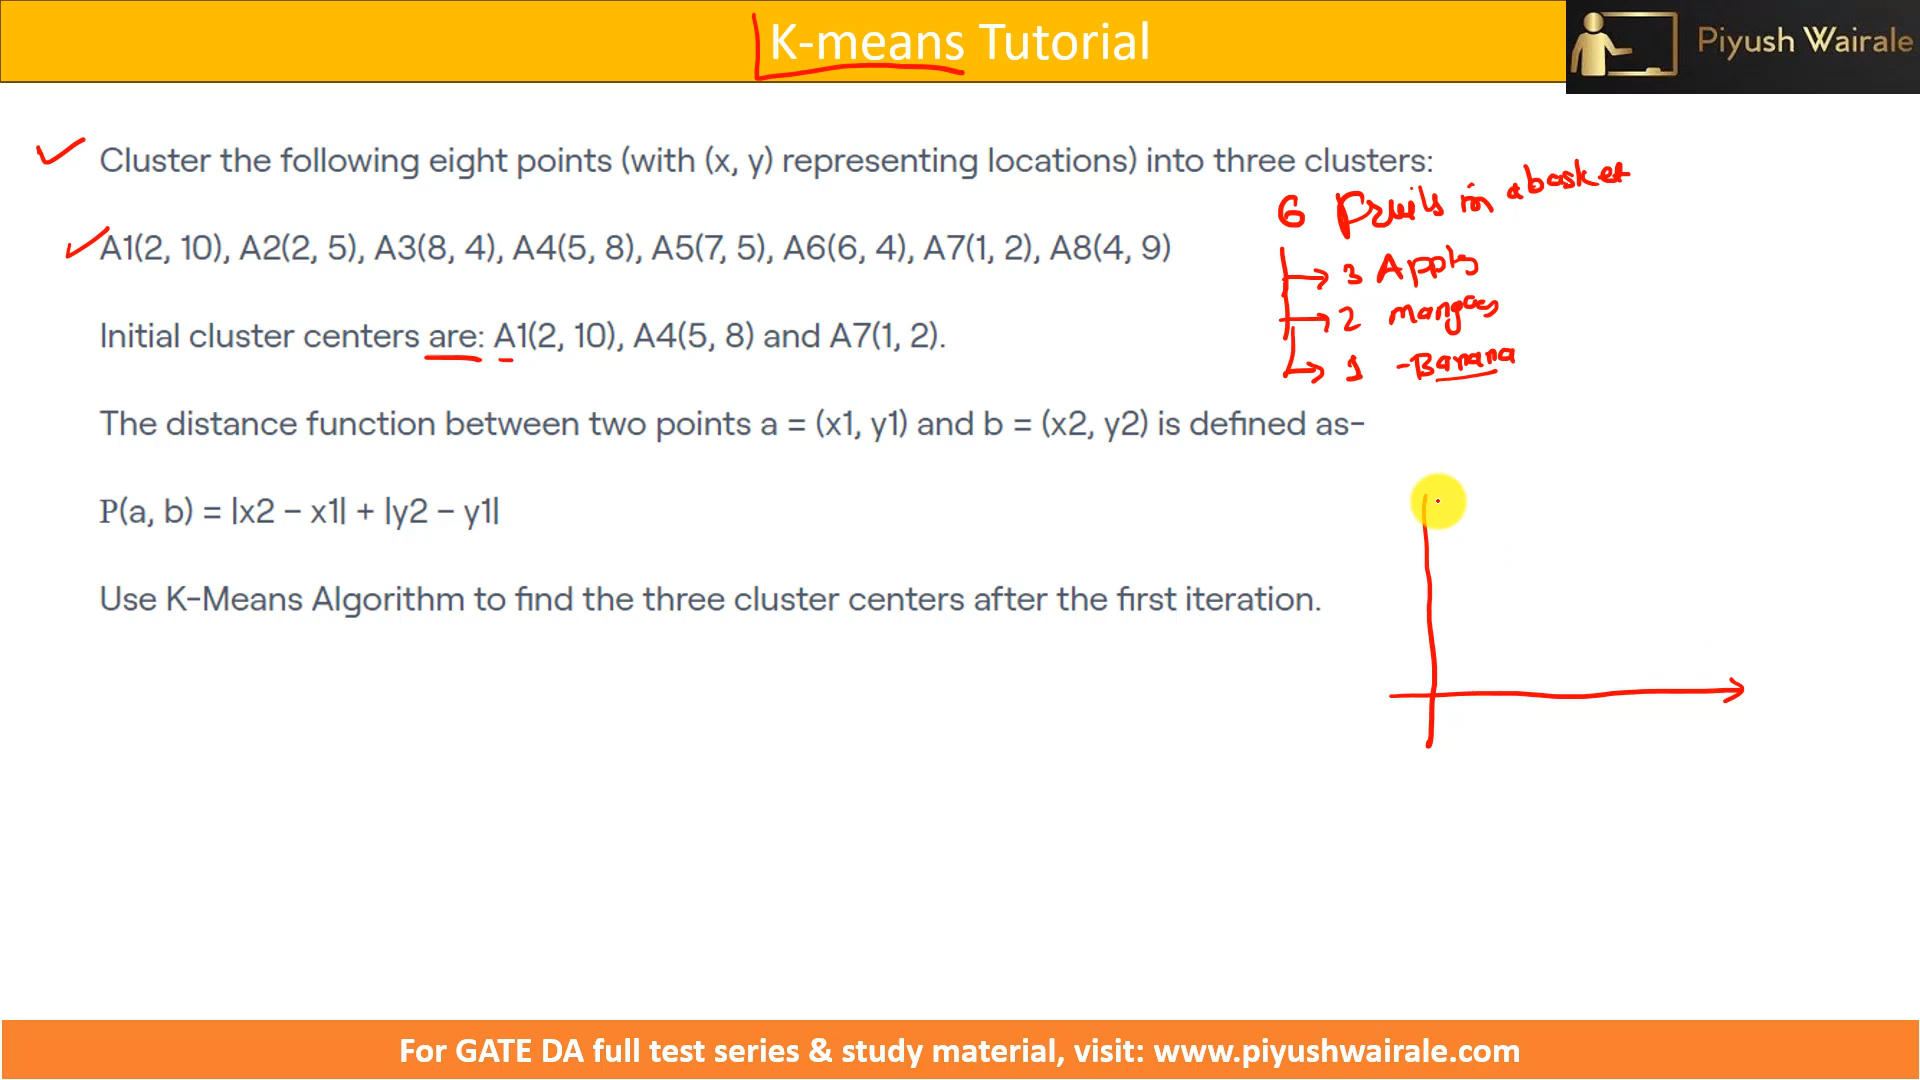 K-means Tutorial
Piyush Wairale
Cluster the following eight points (with (x, y) representing locations) into three clusters:
A1(2, 10), A2(2, 5), A3(8, 4), A4(5, 8), A5(7, 5), A6(6, 4), A7(1, 2), A8(4, 9)
Initial cluster centers are: A1(2, 10), A4(5, 8) and A7(1, 2).
The distance function between two points a = (x1, y1) and b = (x2, y2) is defined as-
P(a, b) = |x2 – x1| + |y2 – y1|
Use K-Means Algorithm to find the three cluster centers after the first iteration.
6 Fruits in a basket
3
2 mangoes
1 - Banana
For GATE DA full test series & study material, visit: www.piyushwairale.com